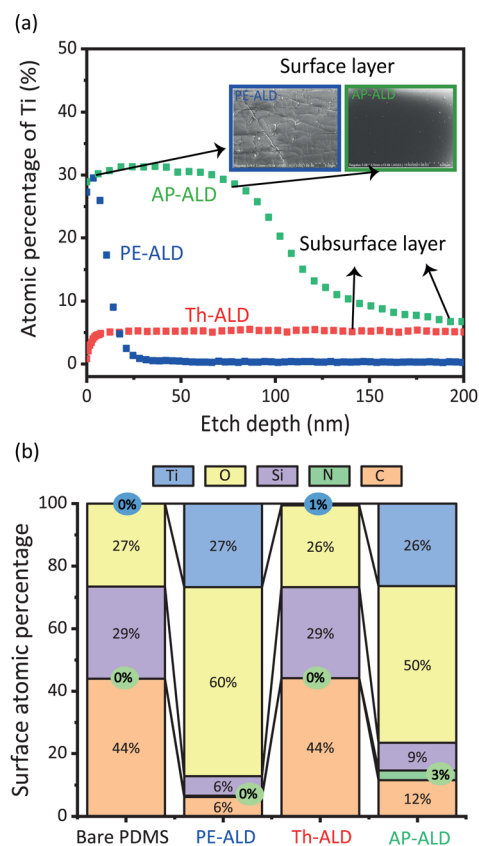 (a)
50
40
30
20
10
0
Atomic percentage of Ti (%)
Surface layer
PE-ALD
AP-ALD
AP-ALD
PE-ALD
Subsurface layer
Th-ALD
0 50 100 150 200
Etch depth (nm)
(b)
Ti O Si N C
100
80
60
40
20
0
Surface atomic percentage
0% 1%
27% 27% 26% 26%
29% 60% 29% 50%
0% 6% 0% 0% 9%
3%
44% 6% 44% 12%
Bare PDMS PE-ALD Th-ALD AP-ALD